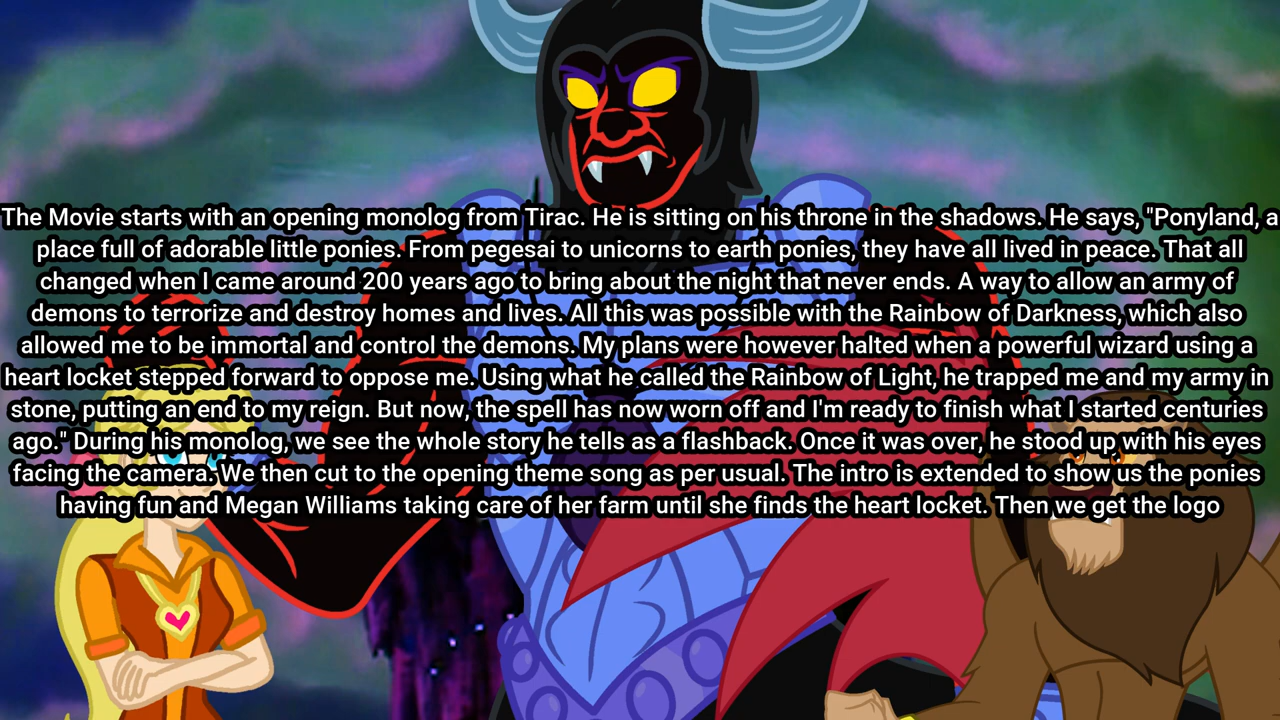 The Movie starts with an opening monolog from Tirac. He is sitting on his throne in the shadows. He says, "Ponyland, a
place full of adorable little ponies. From pegesai to unicorns to earth ponies, they have all lived in peace. That all
changed when I came around 200 years ago to bring about the night that never ends. A way to allow an army of
demons to terrorize and destroy homes and lives. All this was possible with the Rainbow of Darkness, which also
allowed me to be immortal and control the demons. My plans were however halted when a powerful wizard using a
heart locket stepped forward to oppose me. Using what he called the Rainbow of Light, he trapped me and my army in
stone, putting an end to my reign. But now, the spell has now worn off and I'm ready to finish what I started centuries
ago." During his monolog, we see the whole story he tells as a flashback. Once it was over, he stood up with his eyes
facing the camera. We then cut to the opening theme song as per usual. The intro is extended to show us the ponies
having fun and Megan Williams taking care of her farm until she finds the heart locket. Then we get the logo